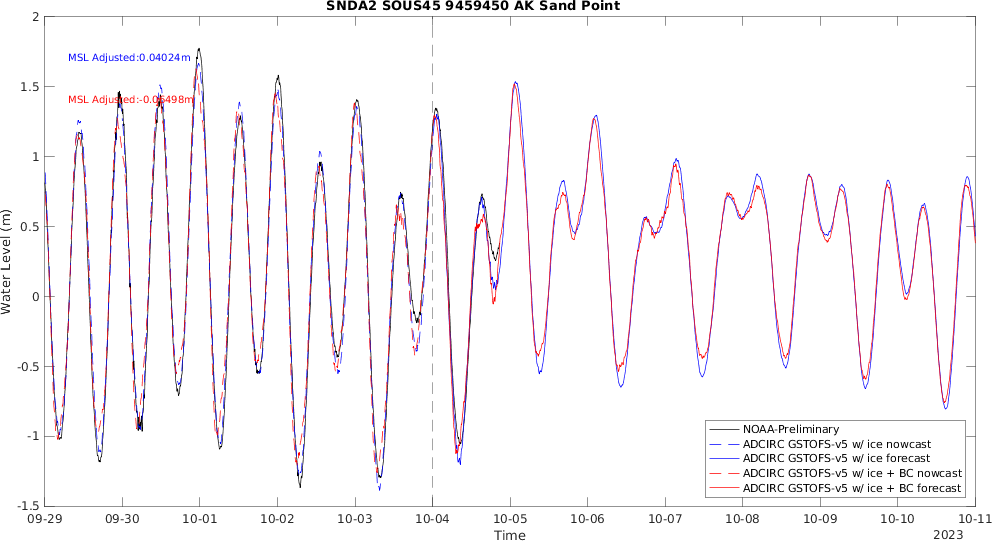 SNDA2 SOUS45 9459450 AK Sand Point
2
MSL Adjusted:0.04024m
1.5
MSL Adjusted:-0.06498m
1
0.5
Water Level (m)
0
-0.5
-1
NOAA-Preliminary
ADCIRC GSTOFS-v5 w/ ice nowcast
ADCIRC GSTOFS-v5 w/ ice forecast
ADCIRC GSTOFS-v5 w/ ice + BC nowcast
ADCIRC GSTOFS-v5 w/ ice + BC forecast
-1.5
09-29 09-30 10-01 10-02 10-03 10-04 10-05 10-06 10-07 10-08 10-09 10-10 10-11
Time
2023